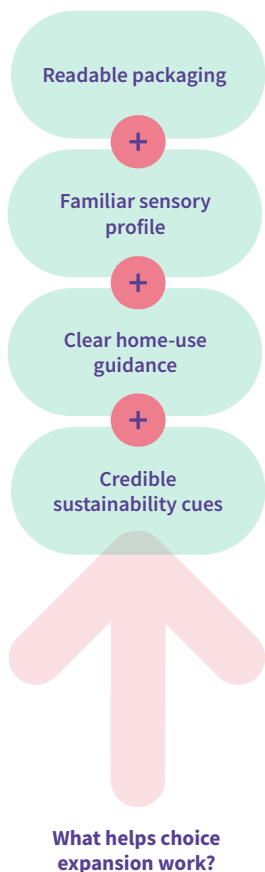 Readable packaging
+
Familiar sensory
profile
+
Clear home-use
guidance
+
Credible
sustainability cues
What helps choice
expansion work?